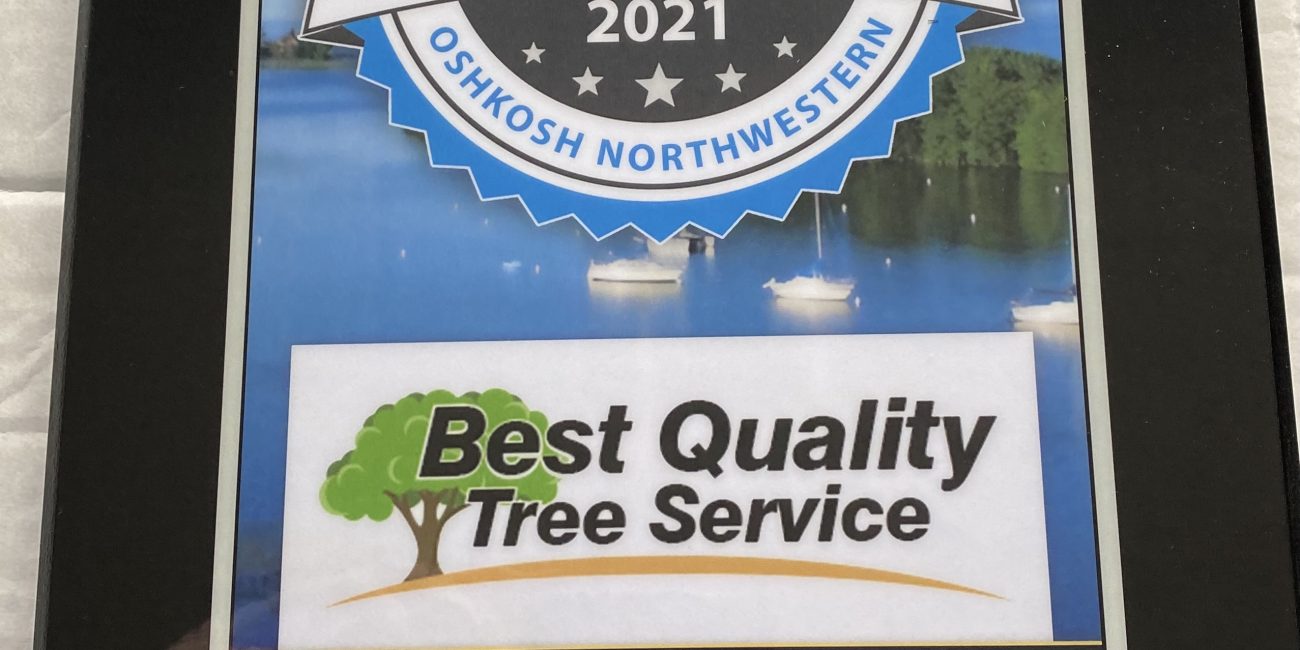 2021
OSHKOSH NORTHWESTERN
Best Quality
Tree Service